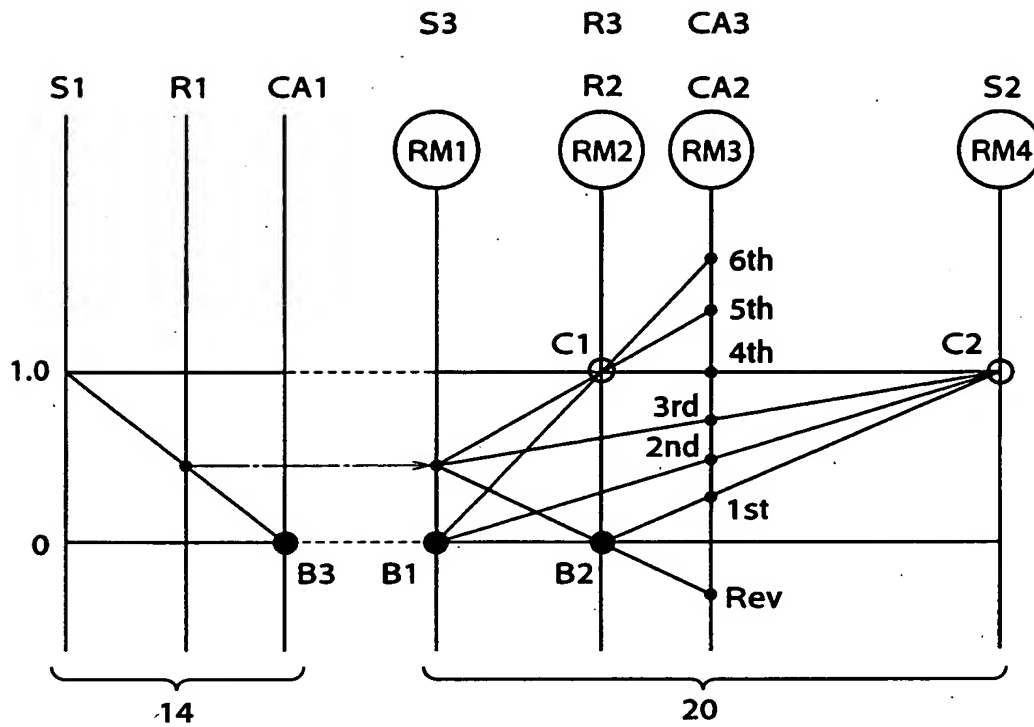 S3 R3 CA3
S1 R1 CA1 R2 CA2 S2
RM1 RM2 RM3 RM4
6th
5th
C1 4th C2
1.0
3rd
2nd
1st
0
B3 B1 B2
Rev
14 20